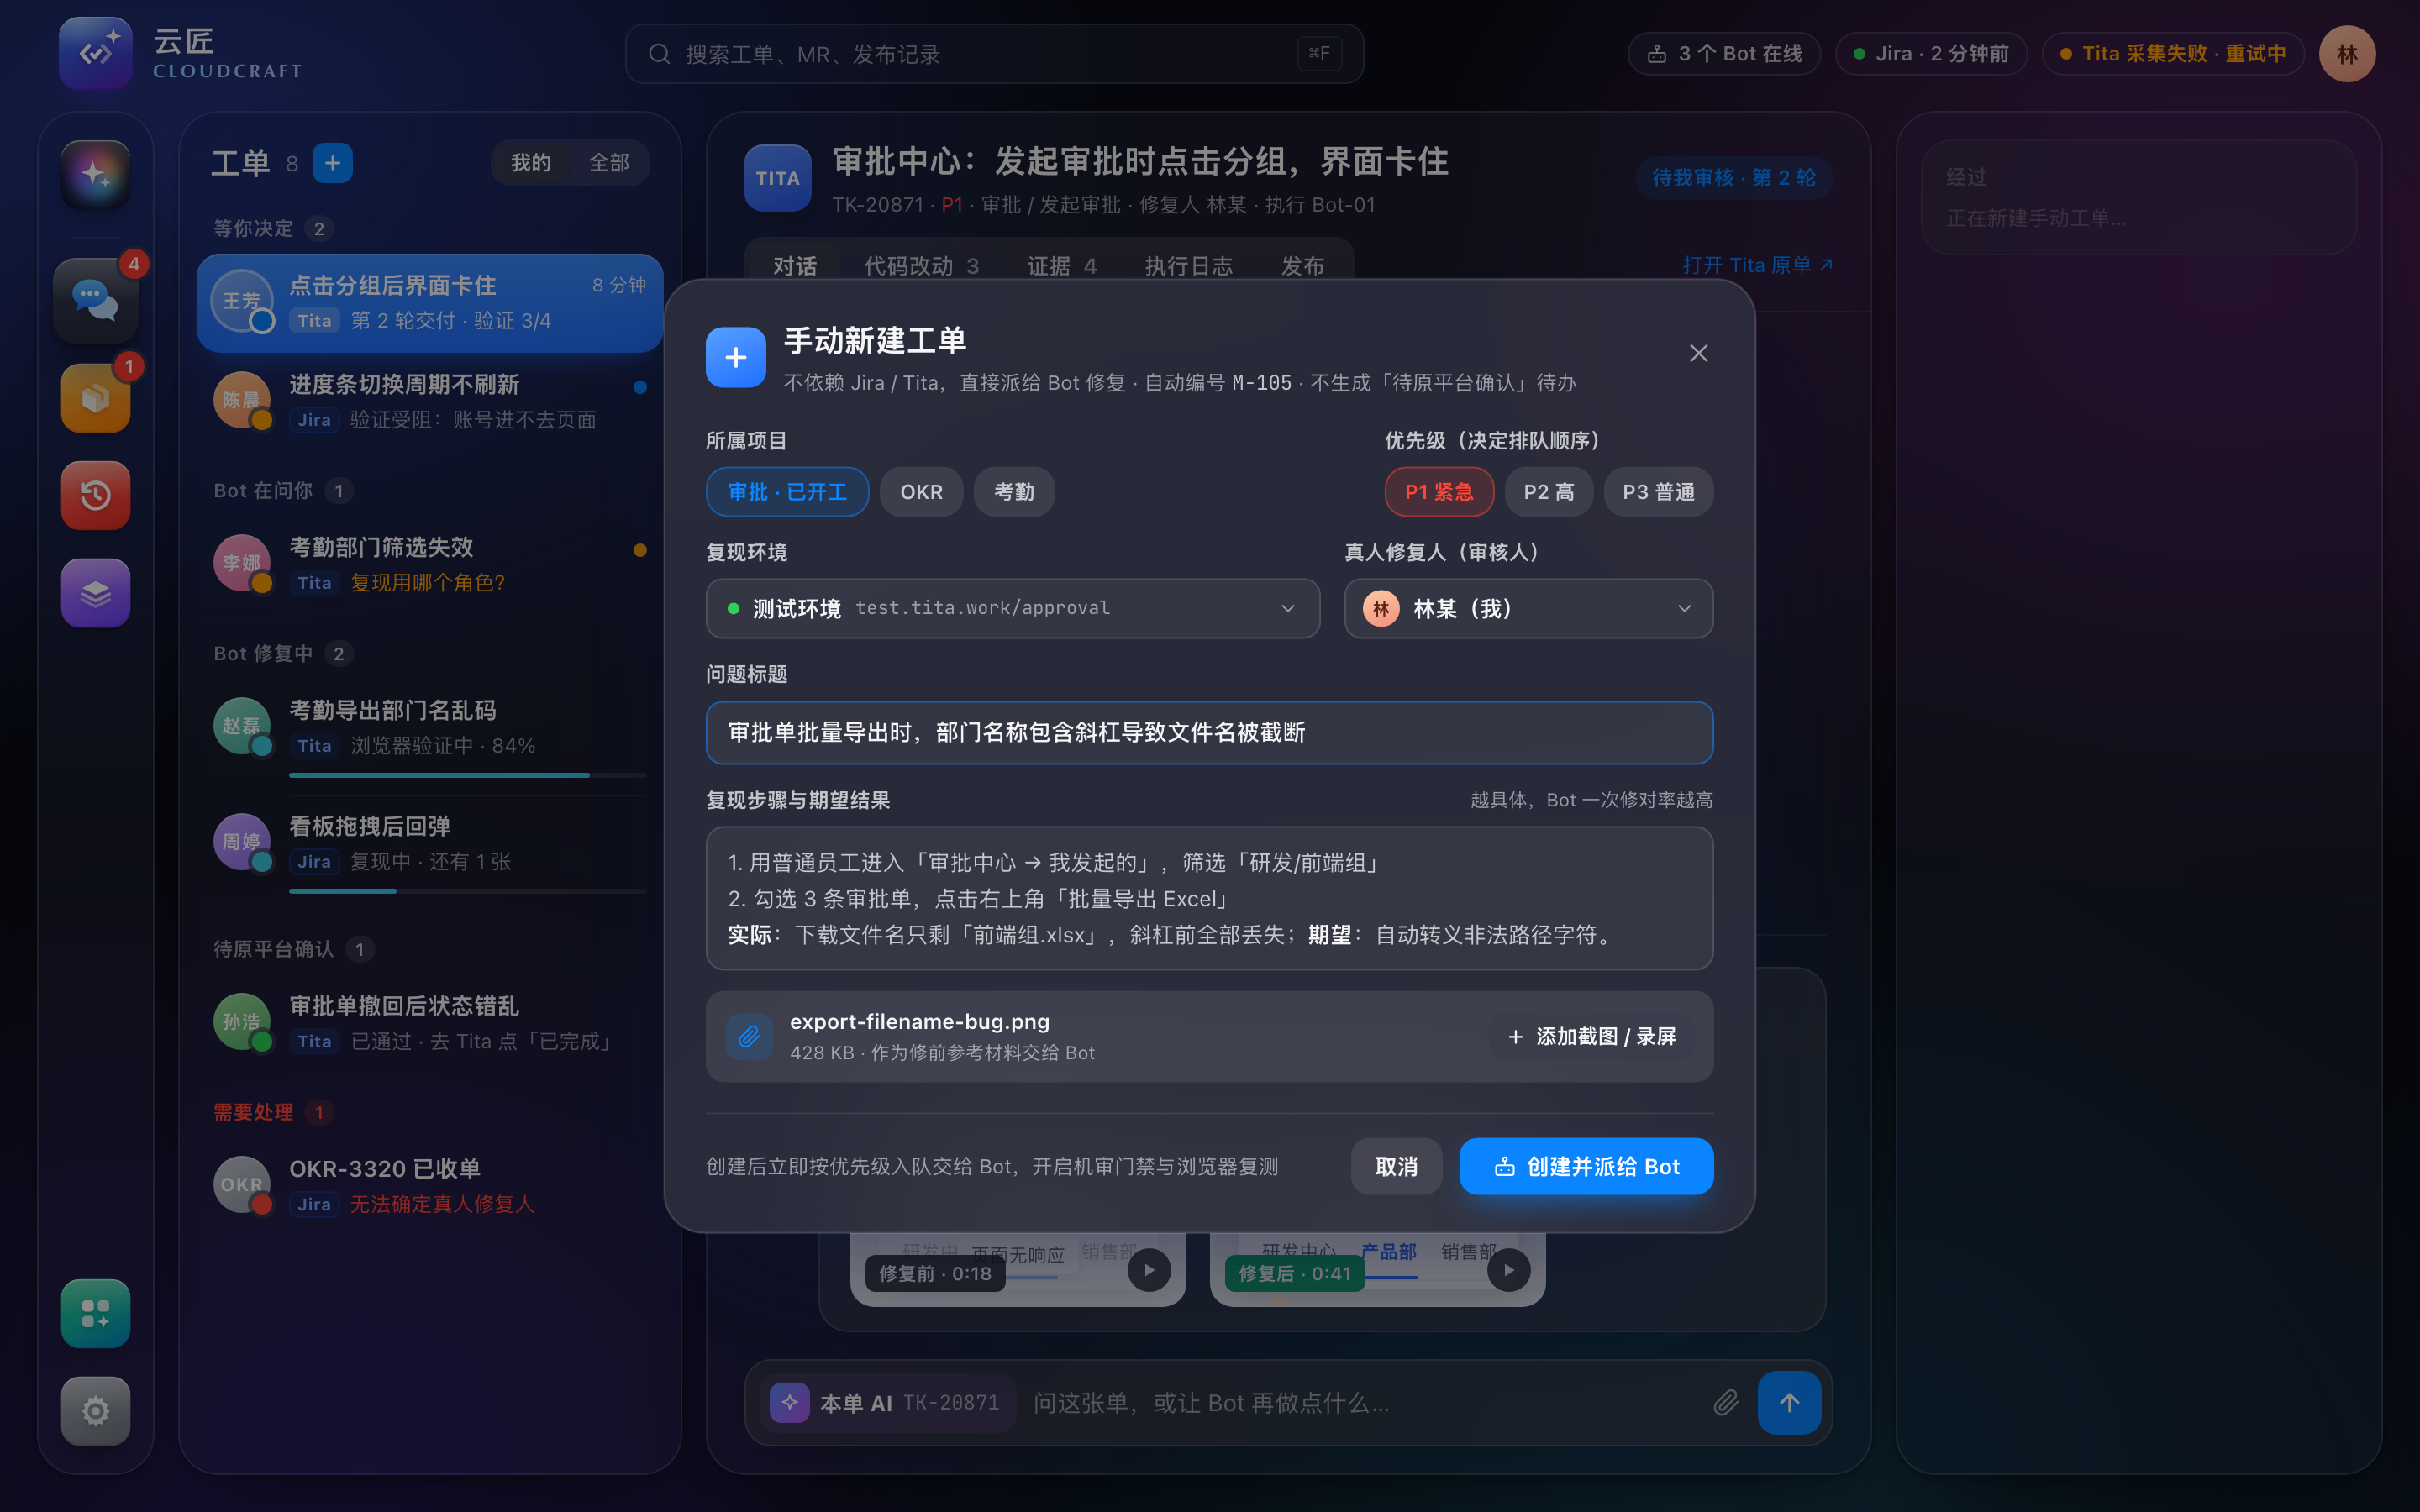 云匠
CLOUDCRAFT
搜索工单、MR、发布记录
⌘F
3 个 Bot 在线
Jira · 2 分钟前
Tita 采集失败 · 重试中
林
4
1
工单 8
我的
全部
等你决定 2
王芳
点击分组后界面卡住
8 分钟
Tita 第 2 轮交付 · 验证 3/4
陈晨
进度条切换周期不刷新
Jira 验证受阻：账号进不去页面
Bot 在问你 1
李娜
考勤部门筛选失效
Tita 复现用哪个角色?
Bot 修复中 2
赵磊
考勤导出部门名乱码
Tita 浏览器验证中 · 84%
周婷
看板拖拽后回弹
Jira 复现中 · 还有 1 张
待原平台确认 1
孙浩
审批单撤回后状态错乱
Tita 已通过 · 去 Tita 点「已完成」
需要处理 1
OKR
OKR-3320 已收单
Jira 无法确定真人修复人
TITA
审批中心：发起审批时点击分组，界面卡住
TK-20871 · P1 · 审批 / 发起审批 · 修复人 林某 · 执行 Bot-01
待我审核 · 第 2 轮
对话
代码改动 3
证据 4
执行日志
发布
打开 Tita 原单 ↗
经过
正在新建手动工单...
手动新建工单
不依赖 Jira / Tita，直接派给 Bot 修复 · 自动编号 M-105 · 不生成「待原平台确认」待办
所属项目
审批 · 已开工
OKR
考勤
优先级（决定排队顺序）
P1 紧急
P2 高
P3 普通
复现环境
测试环境 test.tita.work/approval
真人修复人（审核人）
林 林某（我）
问题标题
审批单批量导出时，部门名称包含斜杠导致文件名被截断
复现步骤与期望结果
越具体，Bot 一次修对率越高
1. 用普通员工进入「审批中心 → 我发起的」，筛选「研发/前端组」
2. 勾选 3 条审批单，点击右上角「批量导出 Excel」
实际：下载文件名只剩「前端组.xlsx」，斜杠前全部丢失；期望：自动转义非法路径字符。
export-filename-bug.png
428 KB · 作为修前参考材料交给 Bot
添加截图 / 录屏
创建后立即按优先级入队交给 Bot，开启机审门禁与浏览器复测
取消
创建并派给 Bot
研发中
页面无响应
销售部
修复前 · 0:18
研发中心
产品部
销售部
修复后 · 0:41
本单 AI TK-20871
问这张单，或让 Bot 再做点什么...